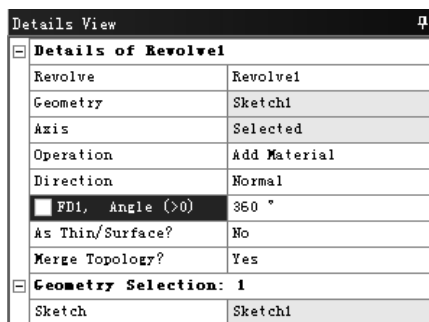 Details View
Details of Revolve1
Revolve Revolve1
Geometry Sketch1
Axis Selected
Operation Add Material
Direction Normal
FD1, Angle (>0) 360 °
As Thin/Surface? No
Merge Topology? Yes
Geometry Selection: 1
Sketch Sketch1